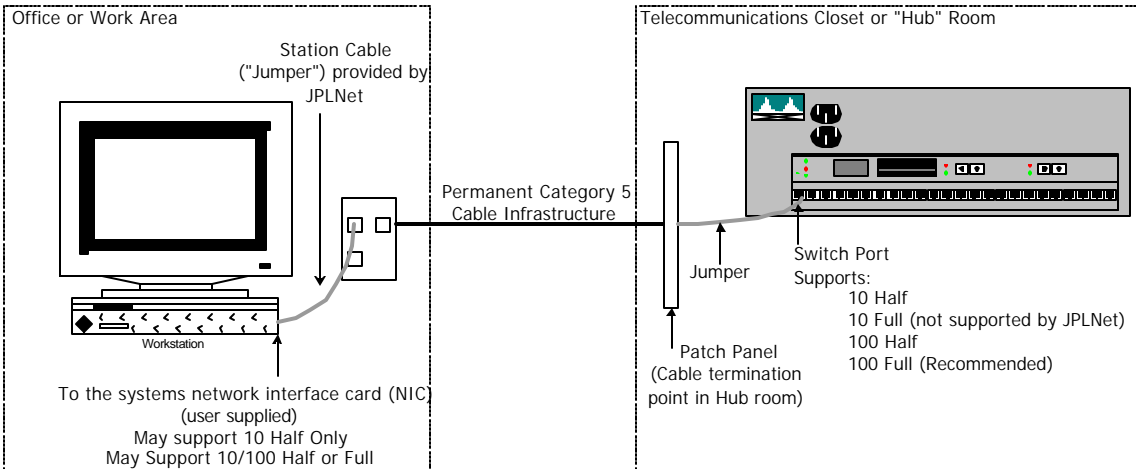 Office or Work Area
Station Cable
("Jumper") provided by
JPLNet
Workstation
To the systems network interface card (NIC)
(user supplied)
May support 10 Half Only
May Support 10/100 Half or Full
Permanent Category 5
Cable Infrastructure
Telecommunications Closet or "Hub" Room
Jumper
Patch Panel
(Cable termination
point in Hub room)
Switch Port
Supports:
10 Half
10 Full (not supported by JPLNet)
100 Half
100 Full (Recommended)